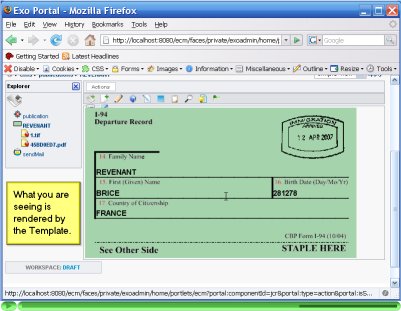 Exo Portal - Mozilla Firefox
File Edit View History Bookmarks Tools Help
http://localhost:8080/ecm/faces/private/exoadmin/home/
Google
Getting Started Latest Headlines
Disable Cookies CSS Forms Images Information Miscellaneous Outline Resize Tools
REVENANT
Explorer
Actions
publication
REVENANT
1.tif
45BD0ED7.pdf
sendMail
What you are
seeing is
rendered by
the Template.
I-94
Departure Record
IMMIGRATION
12 APR 2007
14. Family Name
REVENANT
15. First (Given) Name
16. Birth Date (Day/Mo/Yr)
BRICE
281278
17. Country of Citizenship
FRANCE
CBP Form I-94 (10/04)
See Other Side
STAPLE HERE
WORKSPACE: DRAFT
http://localhost:8080/ecm/faces/private/exoadmin/home/portlets/ecm?portal:componentId=jcr&portal:type=action&portal:isS